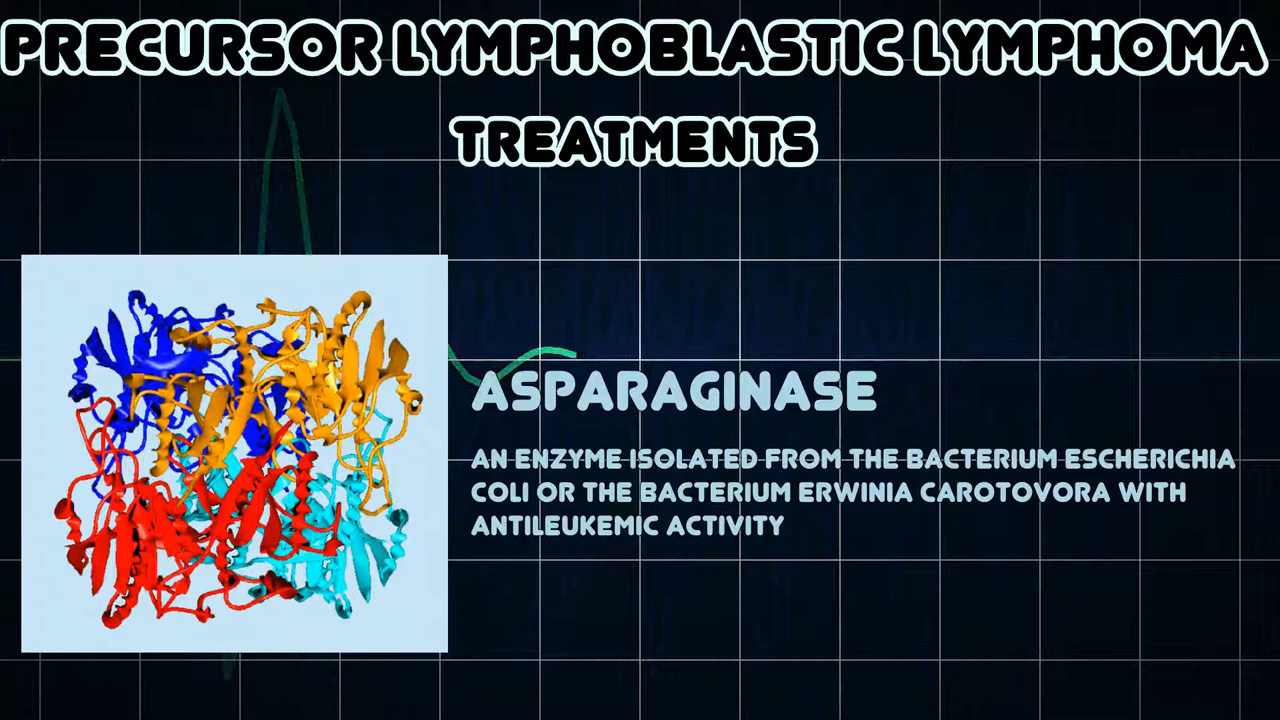 PRECURSOR LYMPHOBLASTIC LYMPHOMA
TREATMENTS
ASPARAGINASE
AN ENZYME ISOLATED FROM THE BACTERIUM ESCHERICHIA
COLI OR THE BACTERIUM ERWINIA CAROTOVORA WITH
ANTILEUKEMIC ACTIVITY